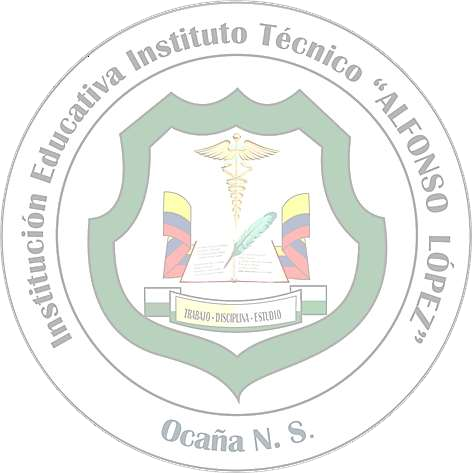 Institución Educativa Instituto Técnico “ALFONSO LÓPEZ”
TRABAJO • DISCIPLINA • ESTUDIO
Ocaña N. S.